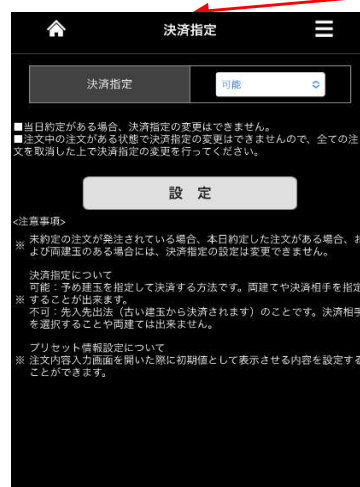 決済指定
決済指定 可能
■当日約定がある場合、決済指定の変更はできません。
■注文中の注文がある状態で決済指定の変更はできませんので、全ての注
文を取消した上で決済指定の変更を行ってください。
設 定
<注意事項>
※ 未約定の注文が発注されている場合、本日約定した注文がある場合、お
よび両建玉のある場合には、決済指定の設定は変更できません。
決済指定について
可能：予め建玉を指定して決済する方法です。両建てや決済相手を指定
※ することが出来ます。
不可：先入先出法（古い建玉から決済されます）のことです。決済相手
を選択することや両建ては出来ません。
プリセット情報設定について
※ 注文内容入力画面を開いた際に初期値として表示させる内容を設定する
ことができます。